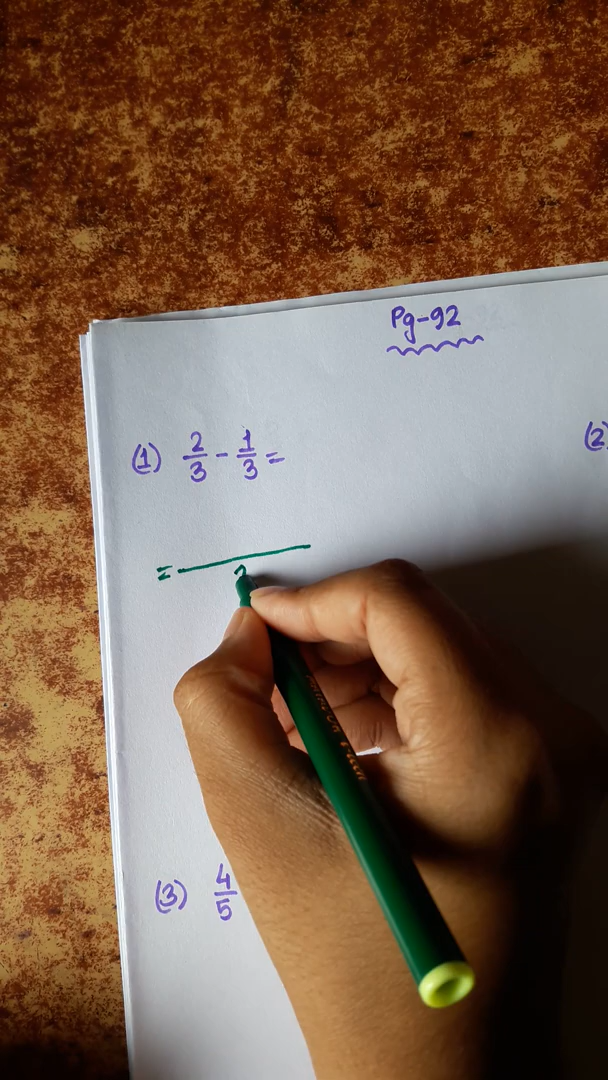 Pg-92
(1) 2/3 - 1/3 =
(2)
=
(3) 4/5